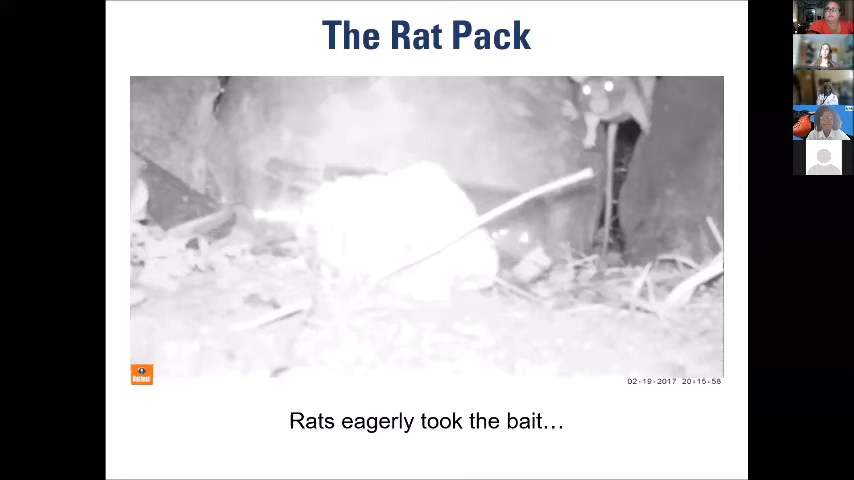 The Rat Pack
02-19-2017 20:15:58
Rats eagerly took the bait…